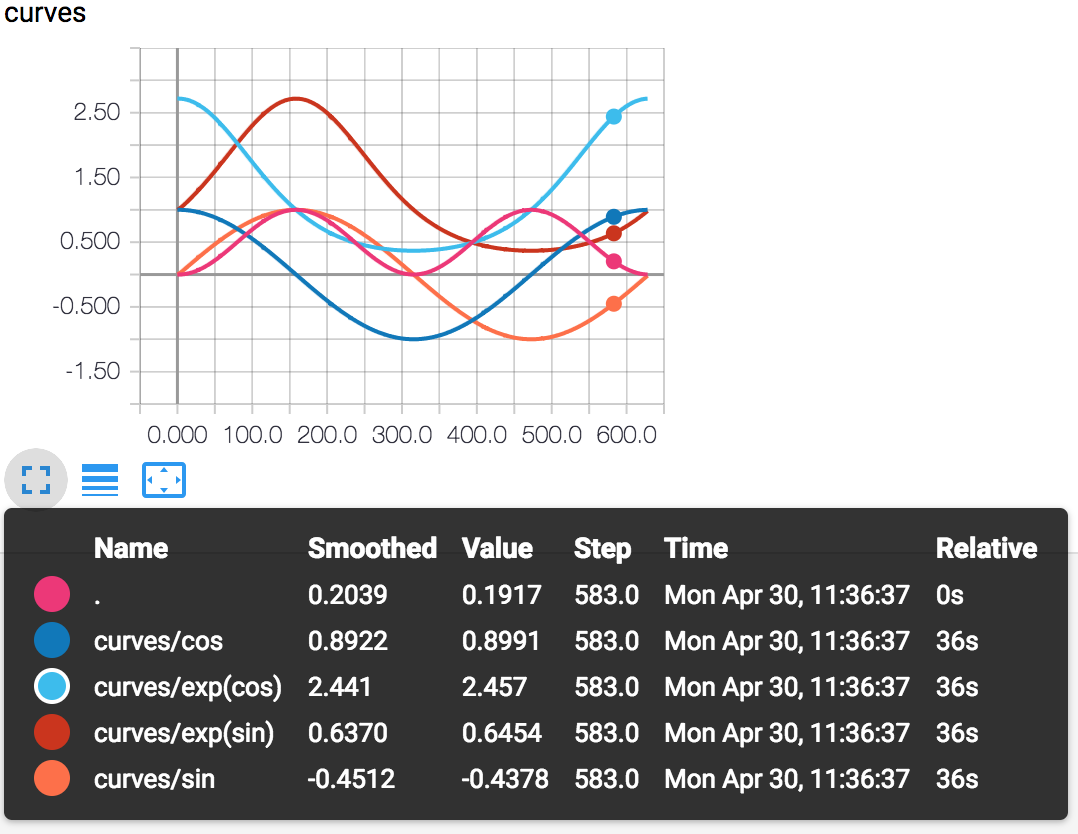 curves
2.50
1.50
0.500
-0.500
-1.50
0.000 100.0 200.0 300.0 400.0 500.0 600.0
Name Smoothed Value Step Time Relative
. 0.2039 0.1917 583.0 Mon Apr 30, 11:36:37 0s
curves/cos 0.8922 0.8991 583.0 Mon Apr 30, 11:36:37 36s
curves/exp(cos) 2.441 2.457 583.0 Mon Apr 30, 11:36:37 36s
curves/exp(sin) 0.6370 0.6454 583.0 Mon Apr 30, 11:36:37 36s
curves/sin -0.4512 -0.4378 583.0 Mon Apr 30, 11:36:37 36s